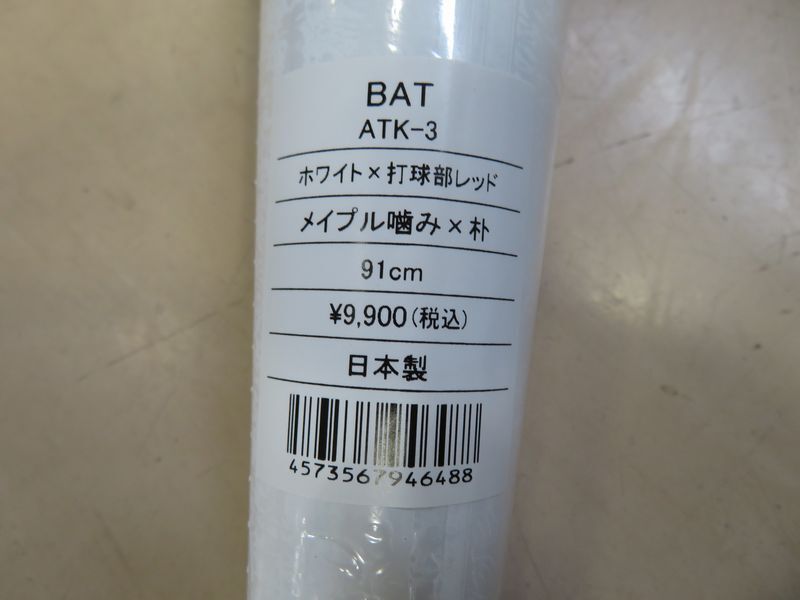 BAT
ATK-3
ホワイト×打球部レッド
メイプル噛み×朴
91cm
¥9,900(税込)
日本製
4573567946488